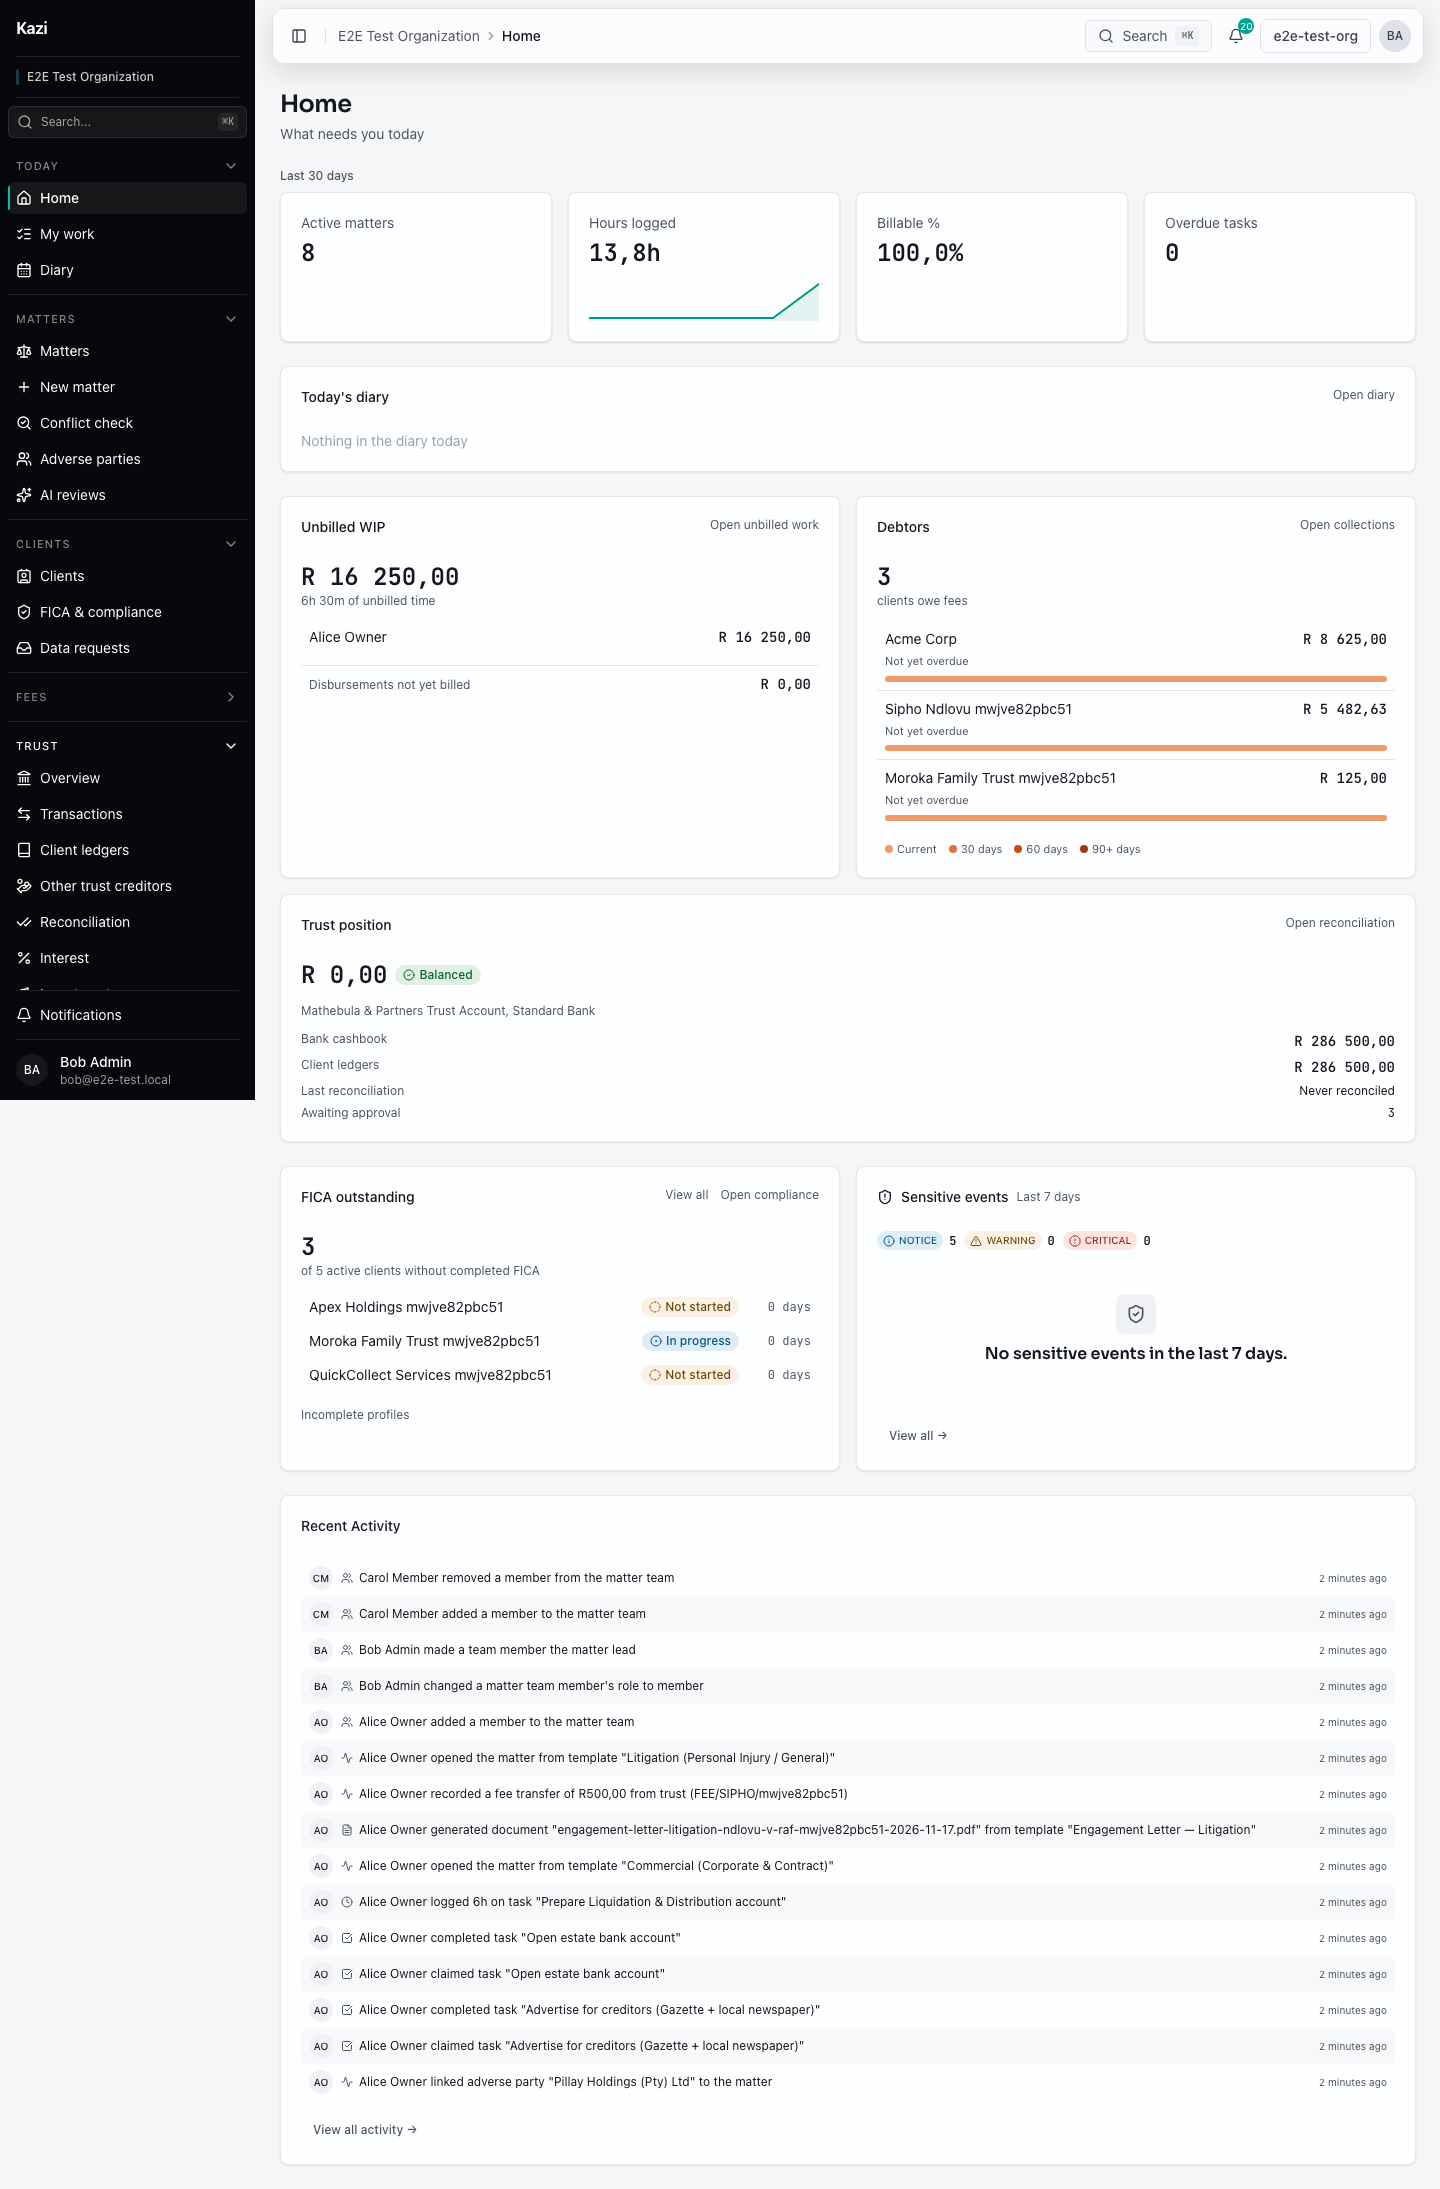 Kazi
E2E Test Organization
Search...
⌘K
TODAY
Home
My work
Diary
MATTERS
Matters
New matter
Conflict check
Adverse parties
AI reviews
CLIENTS
Clients
FICA & compliance
Data requests
FEES
TRUST
Overview
Transactions
Client ledgers
Other trust creditors
Reconciliation
Interest
Notifications
BA
Bob Admin
bob@e2e-test.local
E2E Test Organization > Home
Search ⌘K
20
e2e-test-org
BA
Home
What needs you today
Last 30 days
Active matters
8
Hours logged
13,8h
Billable %
100,0%
Overdue tasks
0
Today's diary
Open diary
Nothing in the diary today
Unbilled WIP
Open unbilled work
R 16 250,00
6h 30m of unbilled time
Alice Owner R 16 250,00
Disbursements not yet billed R 0,00
Debtors
Open collections
3
clients owe fees
Acme Corp R 8 625,00
Not yet overdue
Sipho Ndlovu mwjve82pbc51 R 5 482,63
Not yet overdue
Moroka Family Trust mwjve82pbc51 R 125,00
Not yet overdue
Current 30 days 60 days 90+ days
Trust position
Open reconciliation
R 0,00 Balanced
Mathebula & Partners Trust Account, Standard Bank
Bank cashbook R 286 500,00
Client ledgers R 286 500,00
Last reconciliation Never reconciled
Awaiting approval 3
FICA outstanding
View all Open compliance
3
of 5 active clients without completed FICA
Apex Holdings mwjve82pbc51 Not started 0 days
Moroka Family Trust mwjve82pbc51 In progress 0 days
QuickCollect Services mwjve82pbc51 Not started 0 days
Incomplete profiles
Sensitive events Last 7 days
NOTICE 5 WARNING 0 CRITICAL 0
No sensitive events in the last 7 days.
View all →
Recent Activity
CM Carol Member removed a member from the matter team 2 minutes ago
CM Carol Member added a member to the matter team 2 minutes ago
BA Bob Admin made a team member the matter lead 2 minutes ago
BA Bob Admin changed a matter team member's role to member 2 minutes ago
AO Alice Owner added a member to the matter team 2 minutes ago
AO Alice Owner opened the matter from template "Litigation (Personal Injury / General)" 2 minutes ago
AO Alice Owner recorded a fee transfer of R500,00 from trust (FEE/SIPHO/mwjve82pbc51) 2 minutes ago
AO Alice Owner generated document "engagement-letter-litigation-ndlovu-v-raf-mwjve82pbc51-2026-11-17.pdf" from template "Engagement Letter — Litigation" 2 minutes ago
AO Alice Owner opened the matter from template "Commercial (Corporate & Contract)" 2 minutes ago
AO Alice Owner logged 6h on task "Prepare Liquidation & Distribution account" 2 minutes ago
AO Alice Owner completed task "Open estate bank account" 2 minutes ago
AO Alice Owner claimed task "Open estate bank account" 2 minutes ago
AO Alice Owner completed task "Advertise for creditors (Gazette + local newspaper)" 2 minutes ago
AO Alice Owner claimed task "Advertise for creditors (Gazette + local newspaper)" 2 minutes ago
AO Alice Owner linked adverse party "Pillay Holdings (Pty) Ltd" to the matter 2 minutes ago
View all activity →